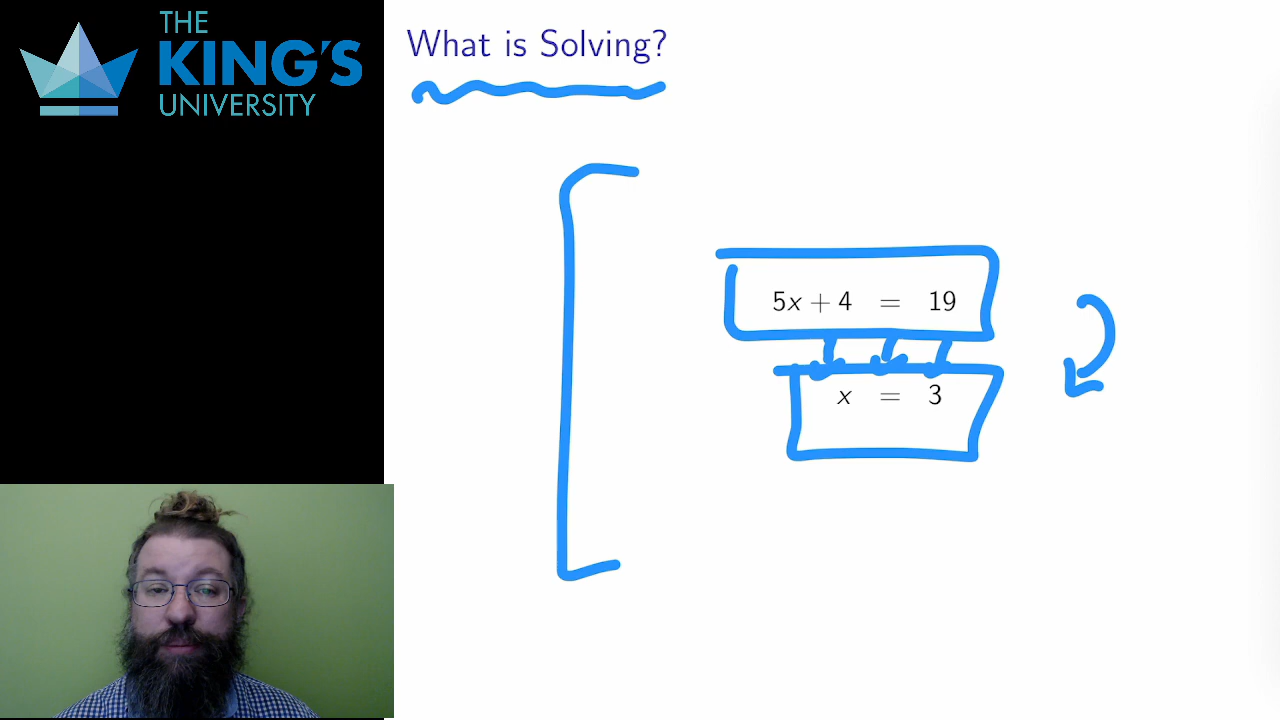 THE
KING'S
UNIVERSITY
What is Solving?
5x + 4 = 19
x = 3